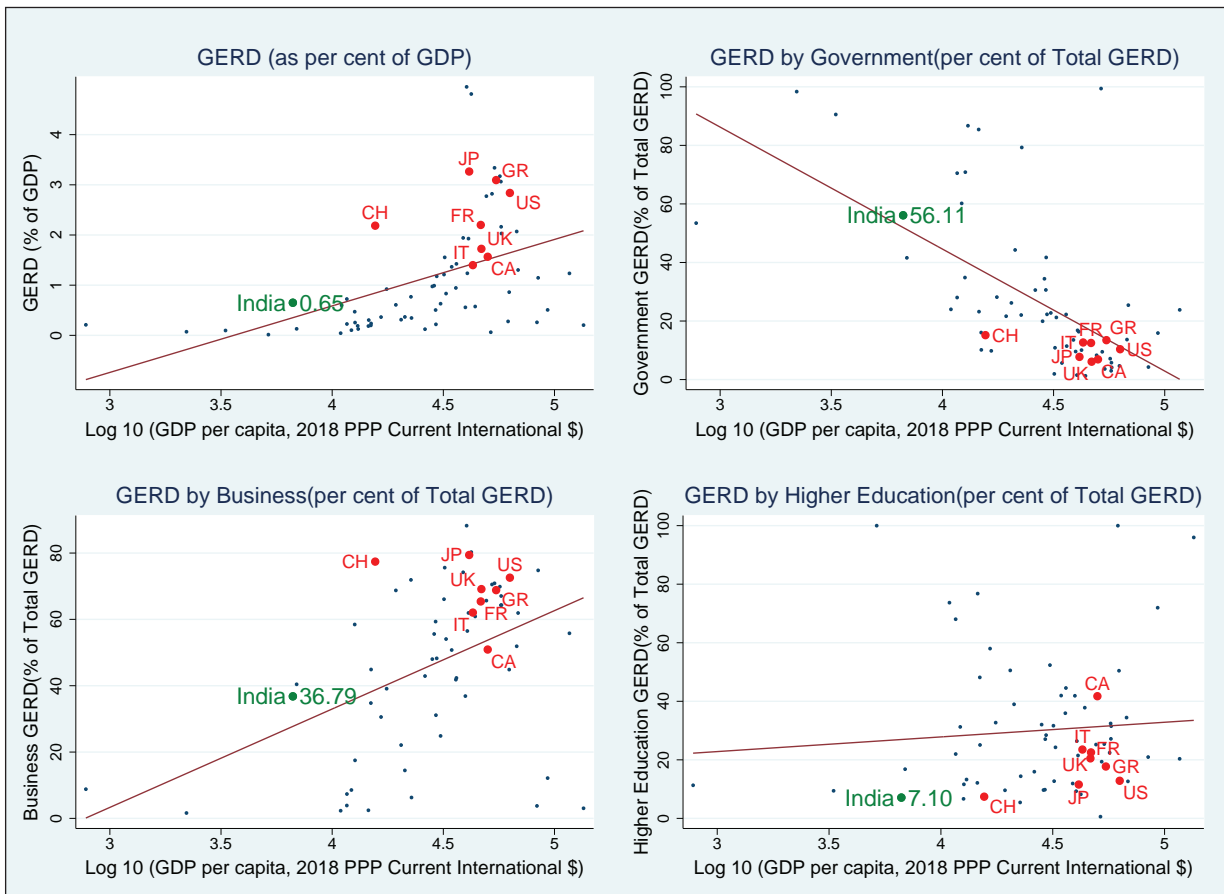 GERD (as per cent of GDP)
GERD (% of GDP)
4
3
2
1
0
JP
GR
US
CH
FR
UK
IT
CA
India 0.65
3
3.5
4
4.5
5
Log 10 (GDP per capita, 2018 PPP Current International $)
GERD by Government(per cent of Total GERD)
Government GERD(% of Total GERD)
100
80
60
40
20
0
India 56.11
CH
FR
GR
IT
US
JP
UK
CA
3
3.5
4
4.5
5
Log 10 (GDP per capita, 2018 PPP Current International $)
GERD by Business(per cent of Total GERD)
Business GERD(% of Total GERD)
80
60
40
20
0
CH
JP
US
UK
GR
FR
IT
CA
India 36.79
3
3.5
4
4.5
5
Log 10 (GDP per capita, 2018 PPP Current International $)
GERD by Higher Education(per cent of Total GERD)
Higher Education GERD(% of Total GERD)
100
80
60
40
20
0
CA
IT
FR
UK
GR
India 7.10
CH
JP
US
3
3.5
4
4.5
5
Log 10 (GDP per capita, 2018 PPP Current International $)